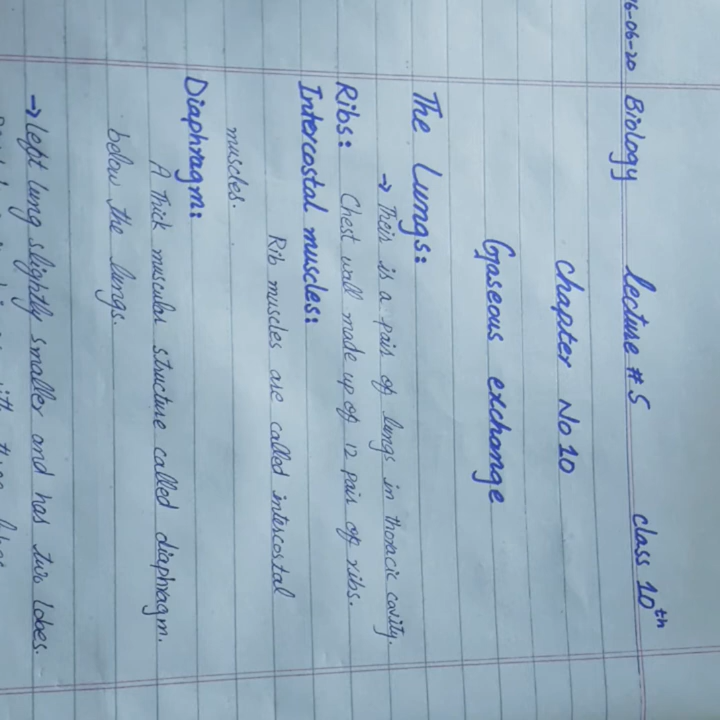 6-06-20 Biology lecture # 5 class 10th
chapter No 10
Gaseous exchange
The Lungs:
→ Their is a pair of lungs in thoracic cavity.
Ribs: Chest wall made up of 12 pair of ribs.
Intercostal muscles:
Rib muscles are called intercostal
muscles.
Diaphragm:
A thick muscular structure called diaphragm.
below the lungs.
→ left lung slightly smaller and has two lobes.